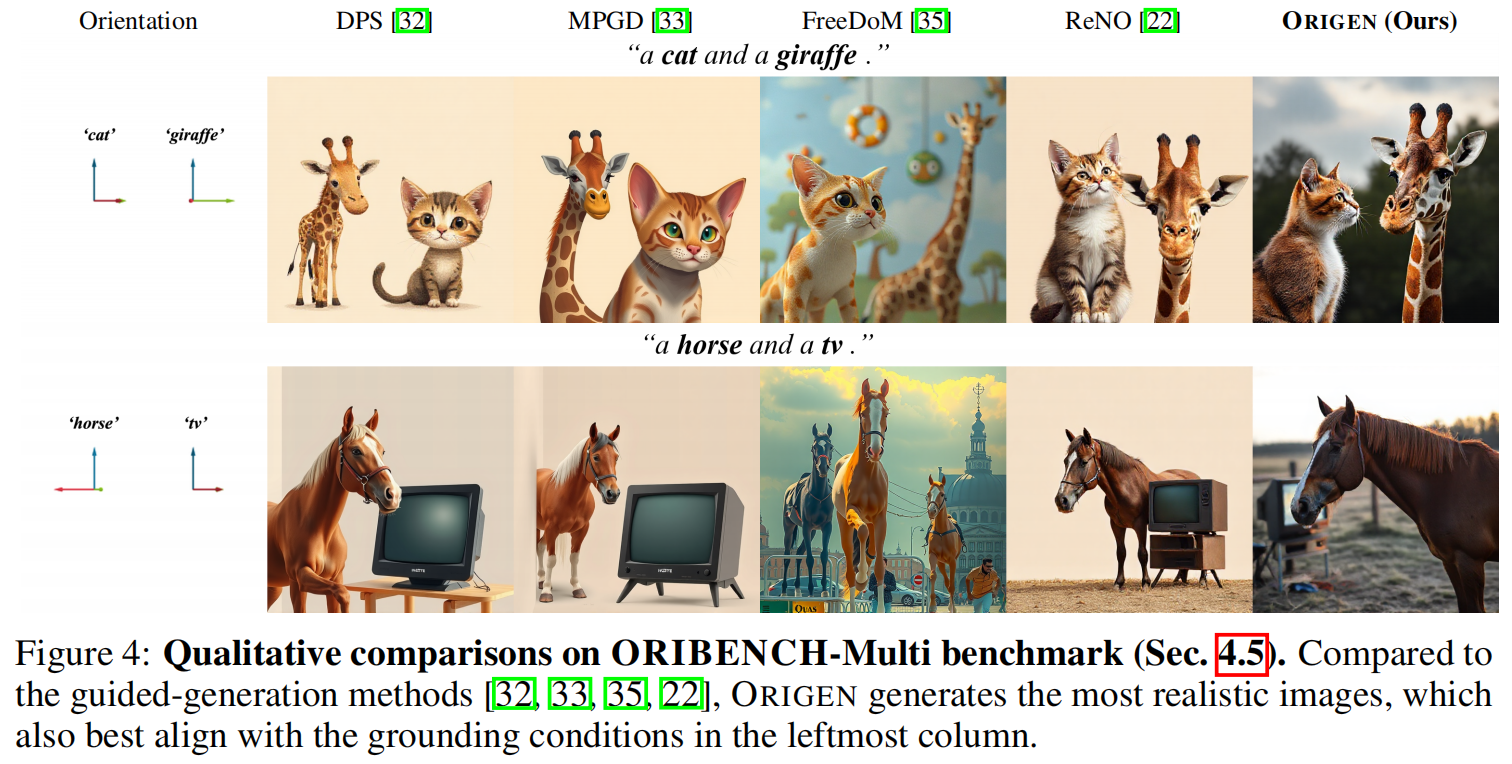 Orientation DPS [32] MPGD [33] FreeDoM [35] ReNO [22] ORIGEN (Ours)
“a cat and a giraffe .”
‘cat’ ‘giraffe’
“a horse and a tv .”
‘horse’ ‘tv’
QUAS
Figure 4: Qualitative comparisons on ORIBENCH-Multi benchmark (Sec. 4.5). Compared to
the guided-generation methods [32, 33, 35, 22], ORIGEN generates the most realistic images, which
also best align with the grounding conditions in the leftmost column.